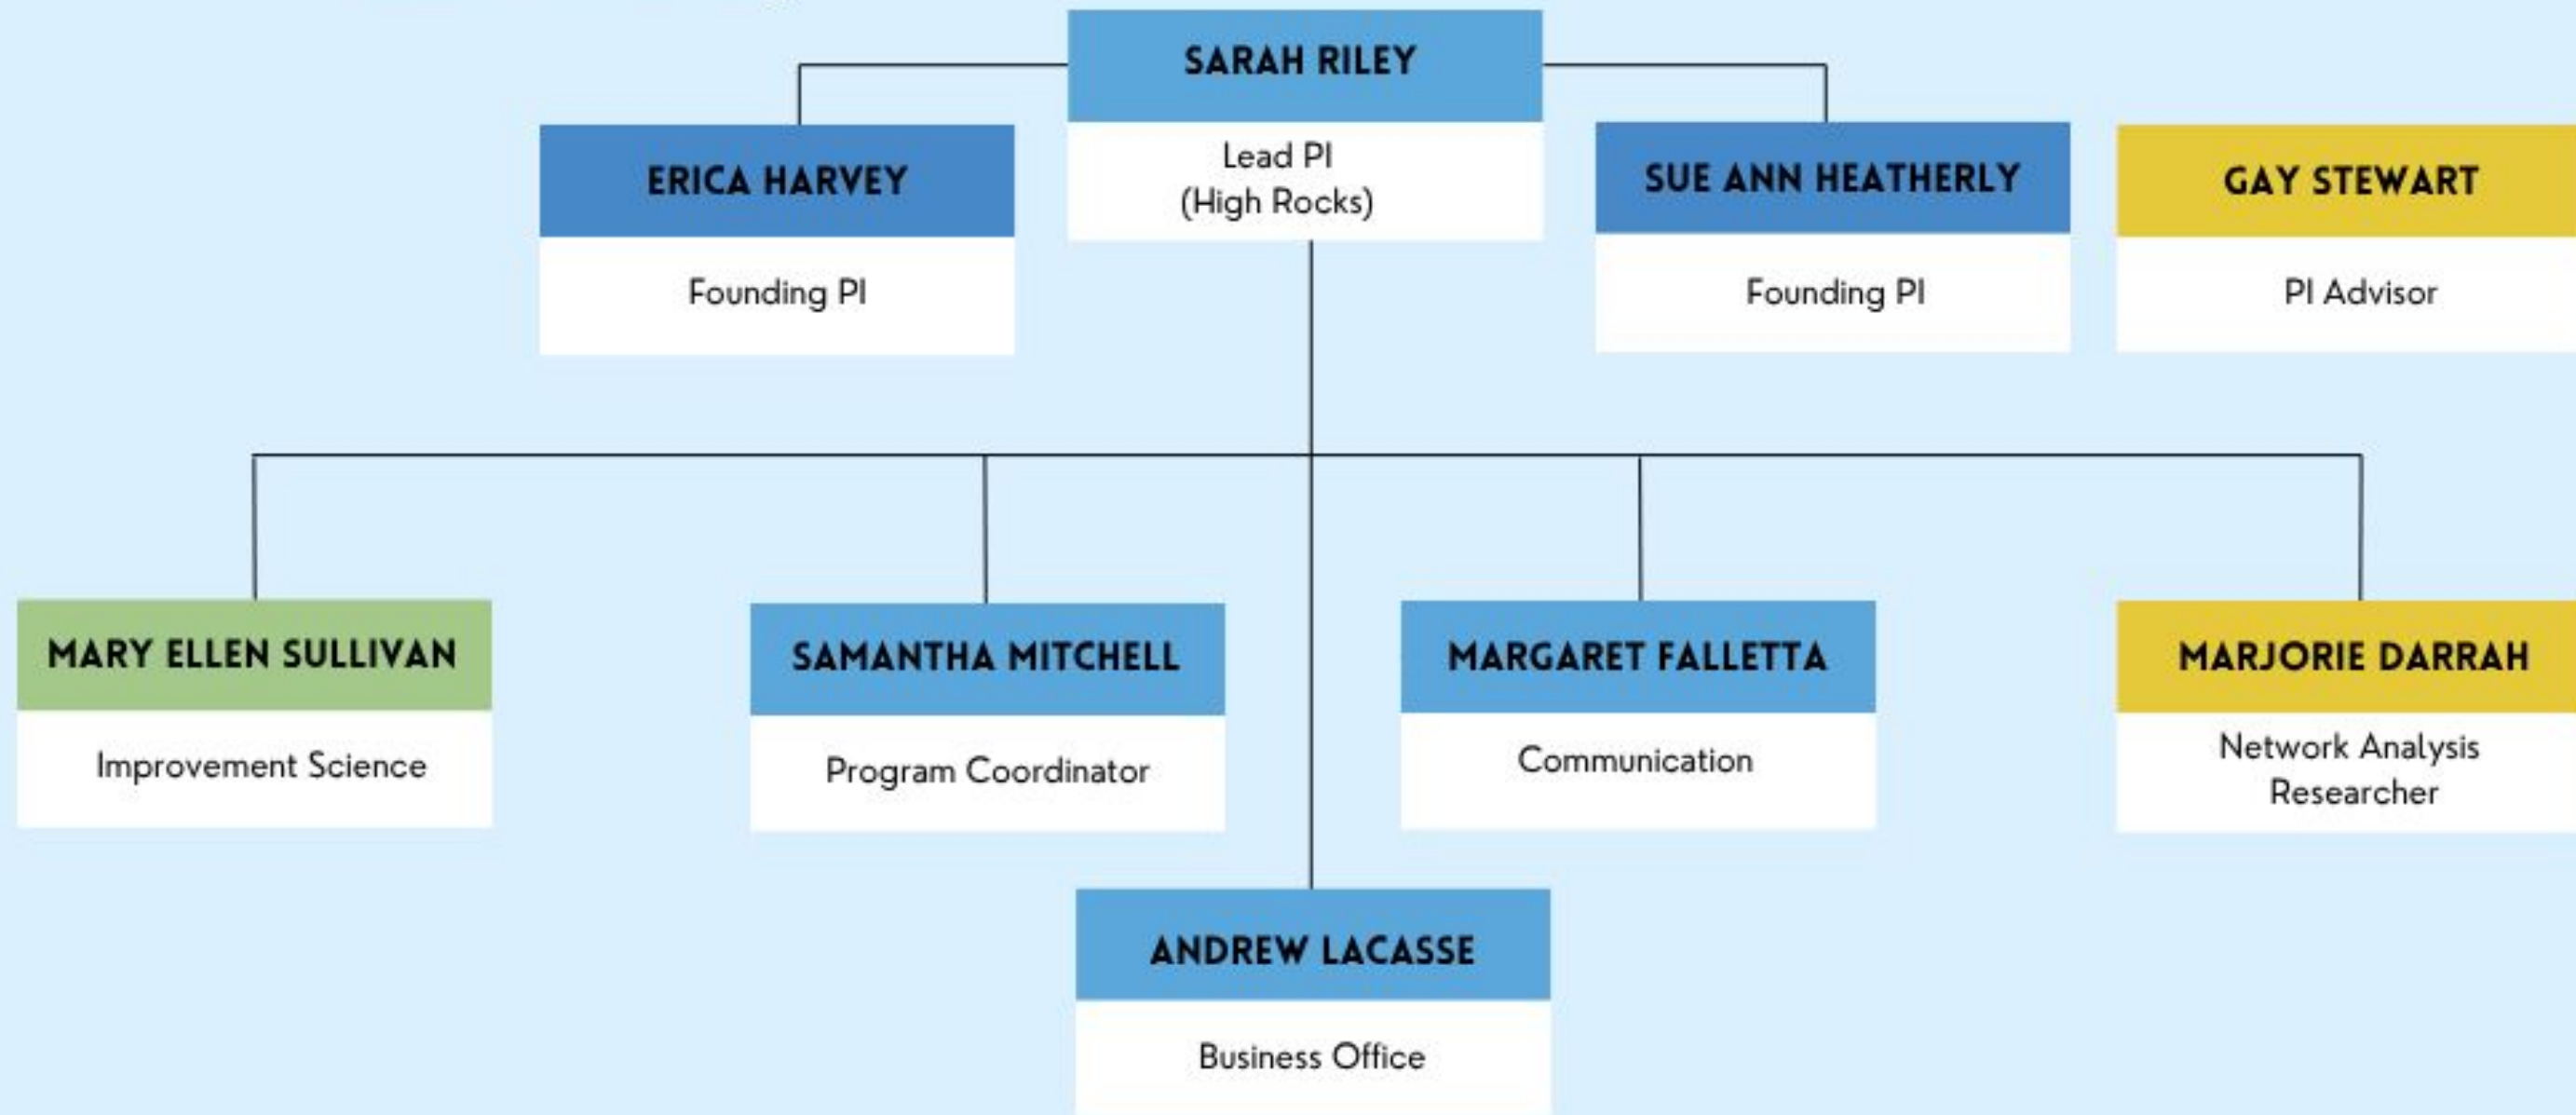 SARAH RILEY
Lead PI
(High Rocks)
ERICA HARVEY
Founding PI
SUE ANN HEATHERLY
Founding PI
GAY STEWART
PI Advisor
MARY ELLEN SULLIVAN
Improvement Science
SAMANTHA MITCHELL
Program Coordinator
MARGARET FALLETTA
Communication
MARJORIE DARRAH
Network Analysis
Researcher
ANDREW LACASSE
Business Office